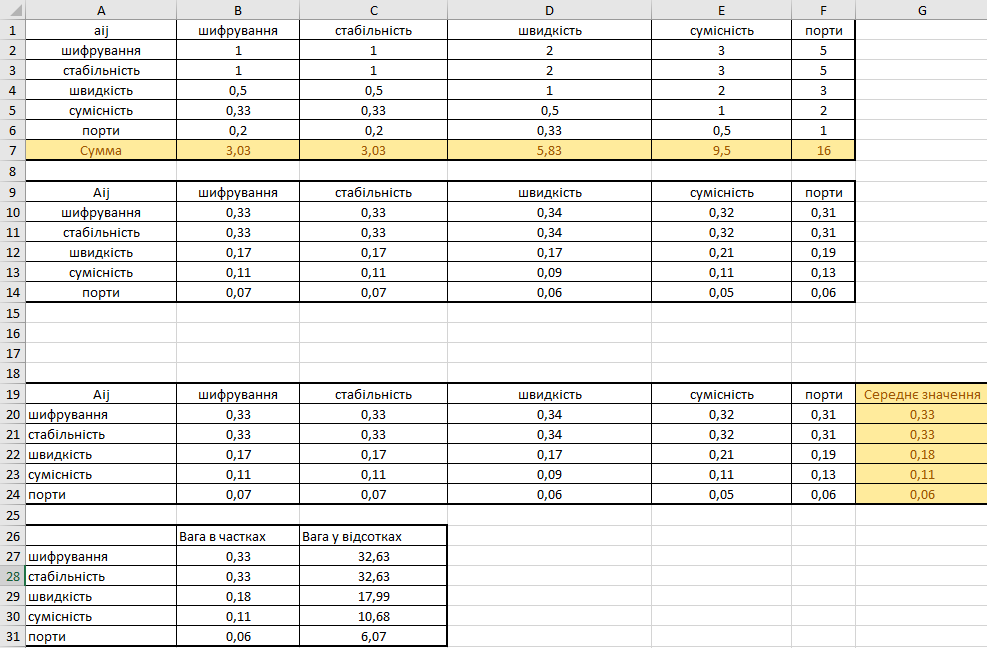 A B C D E F G
1 aij шифрування стабільність швидкість сумісність порти
2 шифрування 1 1 2 3 5
3 стабільність 1 1 2 3 5
4 швидкість 0,5 0,5 1 2 3
5 сумісність 0,33 0,33 0,5 1 2
6 порти 0,2 0,2 0,33 0,5 1
7 Сумма 3,03 3,03 5,83 9,5 16
8
9 Aij шифрування стабільність швидкість сумісність порти
10 шифрування 0,33 0,33 0,34 0,32 0,31
11 стабільність 0,33 0,33 0,34 0,32 0,31
12 швидкість 0,17 0,17 0,17 0,21 0,19
13 сумісність 0,11 0,11 0,09 0,11 0,13
14 порти 0,07 0,07 0,06 0,05 0,06
15
16
17
18
19 Aij шифрування стабільність швидкість сумісність порти Середнє значення
20 шифрування 0,33 0,33 0,34 0,32 0,31 0,33
21 стабільність 0,33 0,33 0,34 0,32 0,31 0,33
22 швидкість 0,17 0,17 0,17 0,21 0,19 0,18
23 сумісність 0,11 0,11 0,09 0,11 0,13 0,11
24 порти 0,07 0,07 0,06 0,05 0,06 0,06
25
26 Вага в частках Вага у відсотках
27 шифрування 0,33 32,63
28 стабільність 0,33 32,63
29 швидкість 0,18 17,99
30 сумісність 0,11 10,68
31 порти 0,06 6,07